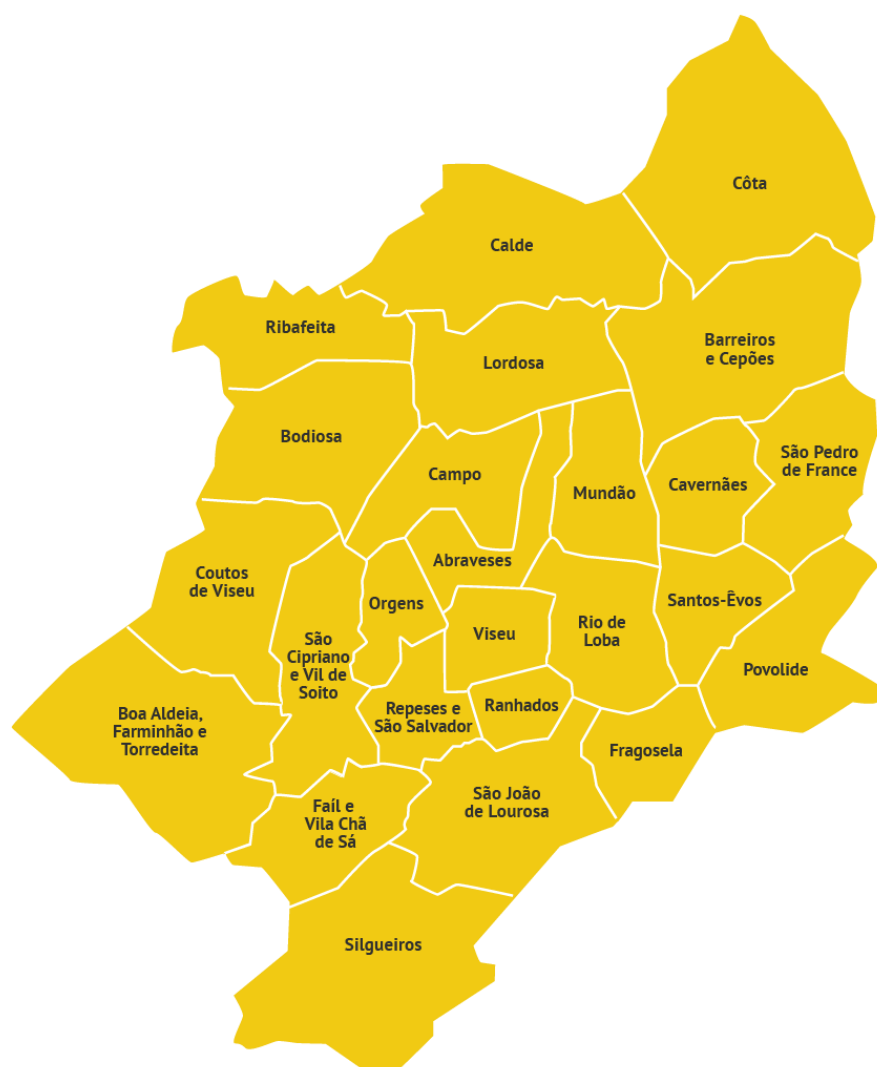 Côta
Calde
Ribafeita
Barreiros
e Cepões
Lordosa
Bodiosa
São Pedro
de France
Campo
Cavernães
Mundão
Abraveses
Coutos
de Viseu
Orgens
Santos-Êvos
Rio de
Loba
Viseu
São
Cipriano
e Vil de
Soito
Povolide
Ranhados
Repeses e
São Salvador
Boa Aldeia,
Farminhão e
Torredeita
Fragosela
São João
de Lourosa
Faíl e
Vila Chã
de Sá
Silgueiros